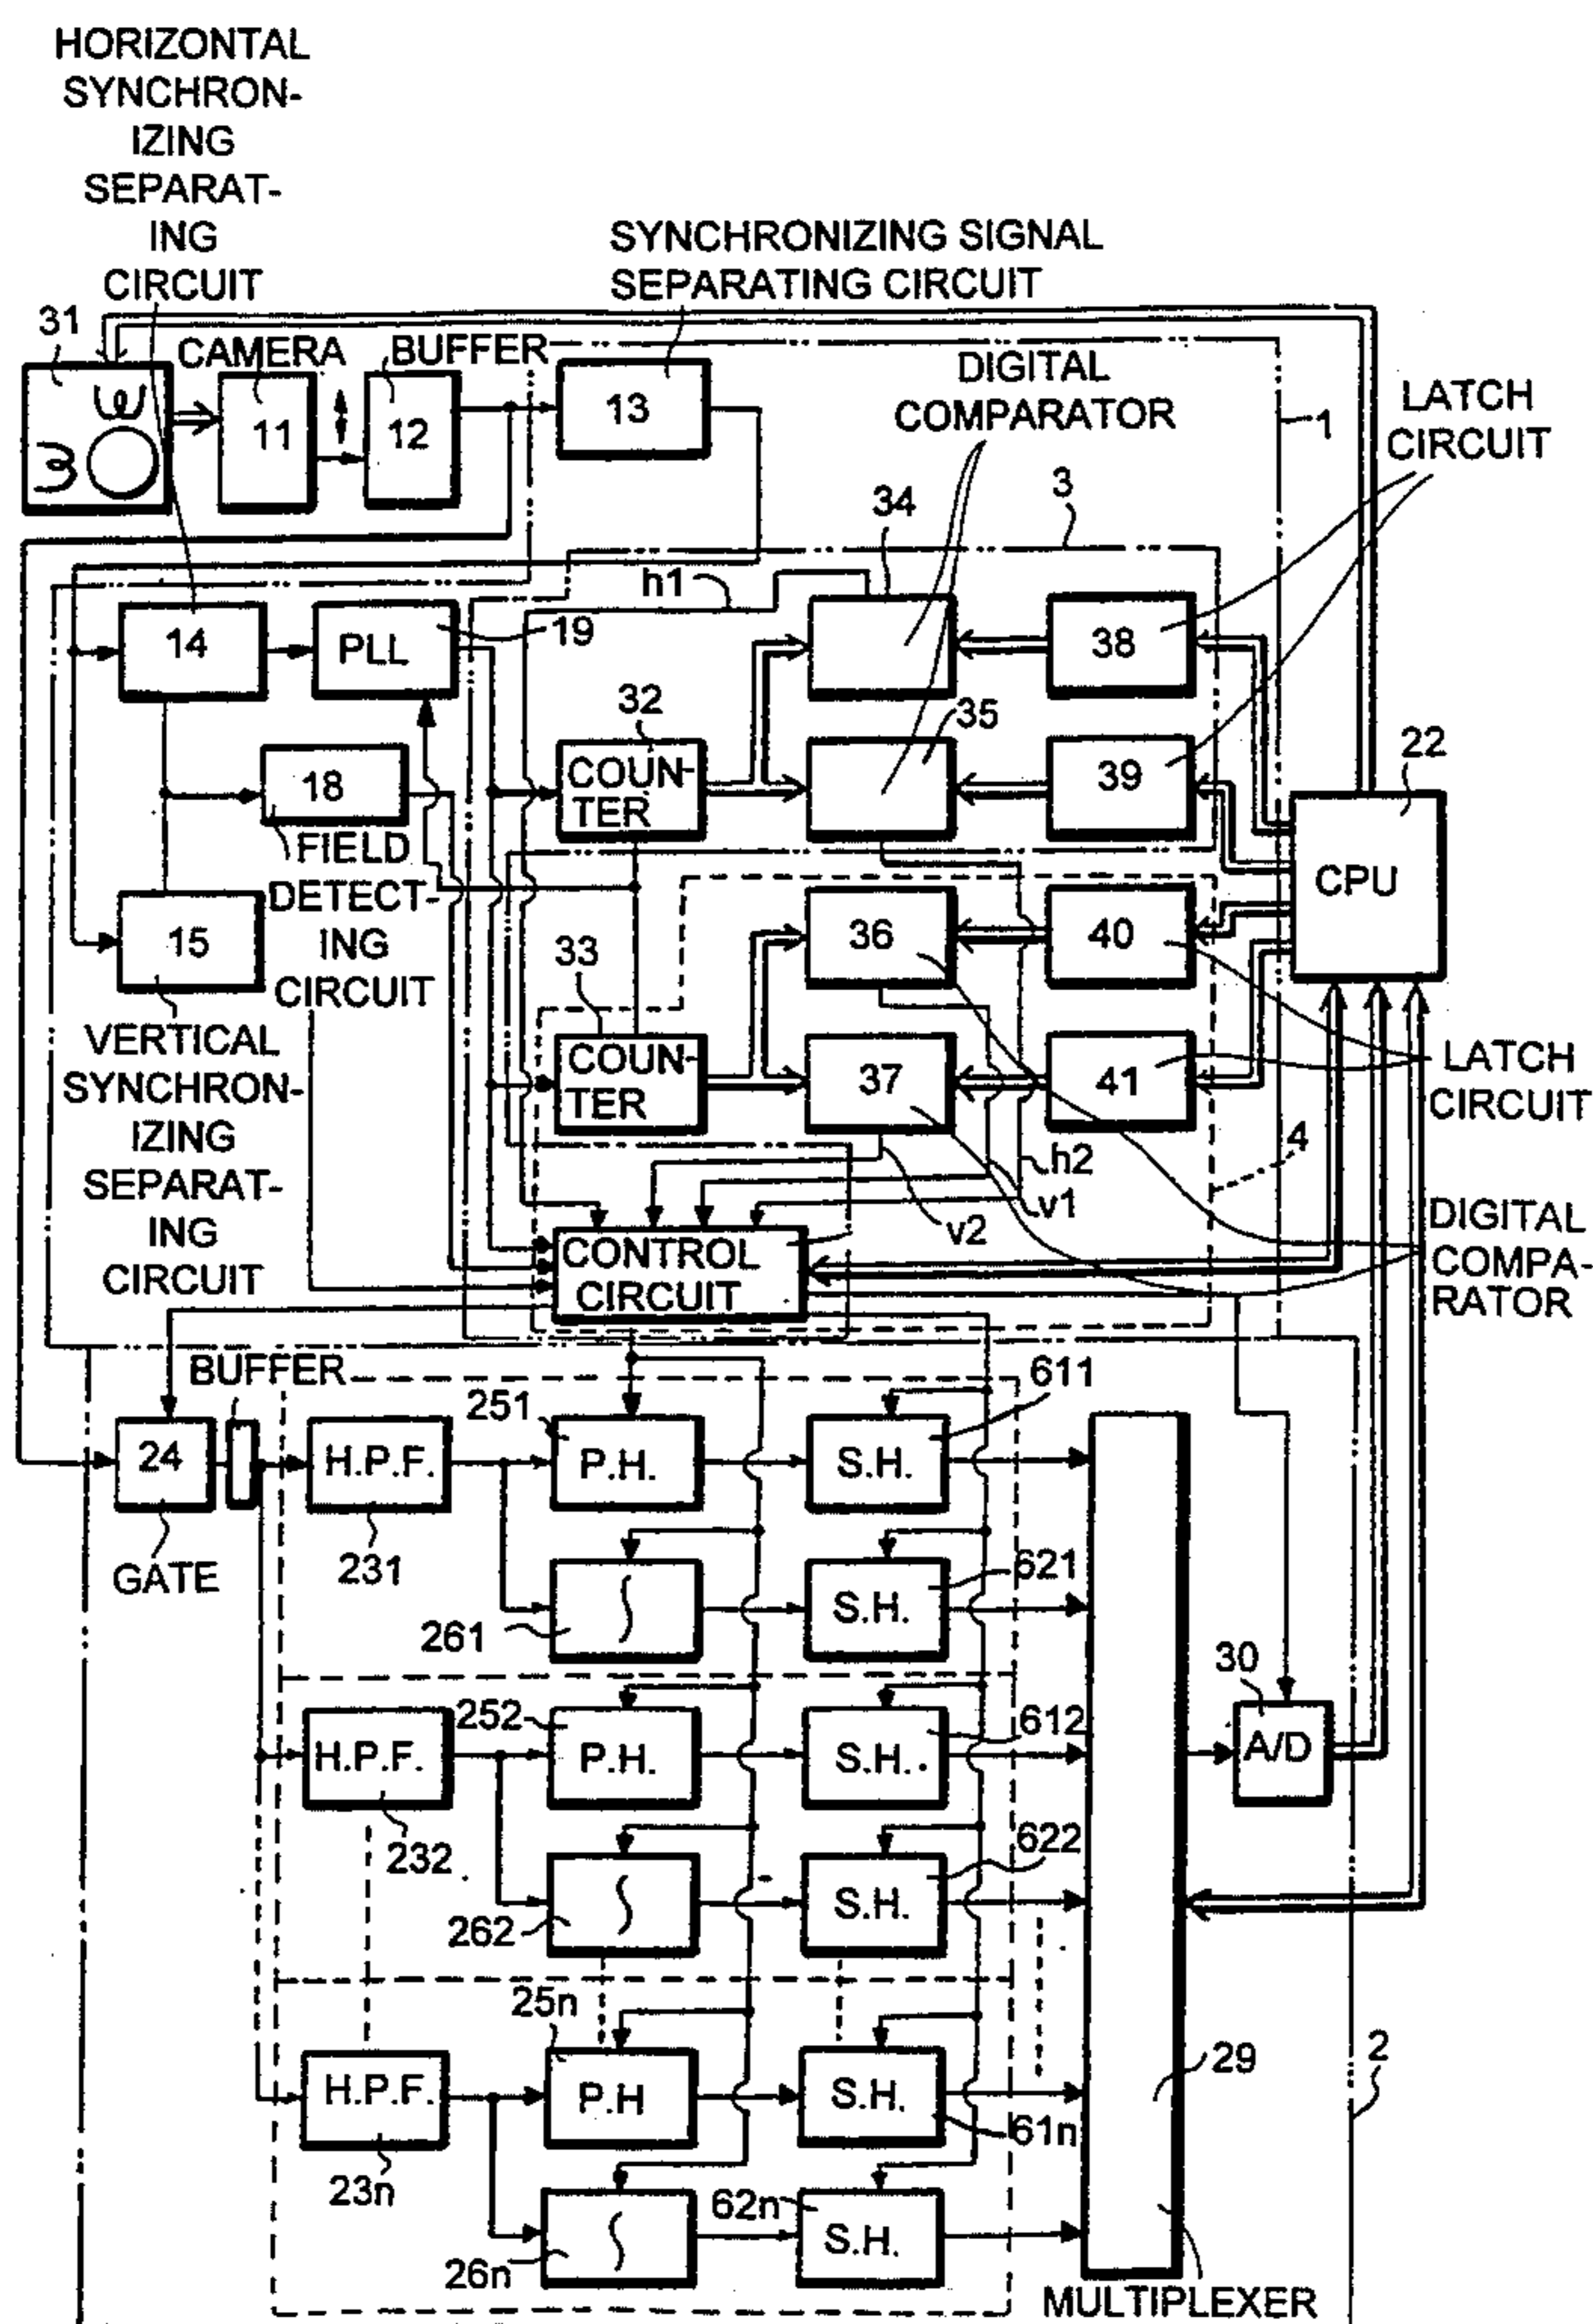 HORIZONTAL
SYNCHRON-
IZING
SEPARAT-
ING
CIRCUIT
SYNCHRONIZING SIGNAL
SEPARATING CIRCUIT
31
CAMERA
BUFFER
11
12
13
DIGITAL
COMPARATOR
1
LATCH
CIRCUIT
3
34
h1
14
PLL
19
38
32
35
COUN-
TER
39
22
18
FIELD
DETECT-
ING
CIRCUIT
CPU
15
36
40
33
VERTICAL
SYNCHRON-
IZING
SEPARAT-
ING
CIRCUIT
COUN-
TER
37
41
LATCH
CIRCUIT
4
h2
v1
v2
DIGITAL
COMPA-
RATOR
CONTROL
CIRCUIT
BUFFER
251
611
24
H.P.F.
P.H.
S.H.
GATE
231
621
261
∫
S.H.
30
252
612
H.P.F.
P.H.
S.H.
A/D
232
622
262
∫
S.H.
25n
29
2
H.P.F.
P.H
S.H.
61n
23n
62n
26n
∫
S.H.
MULTIPLEXER